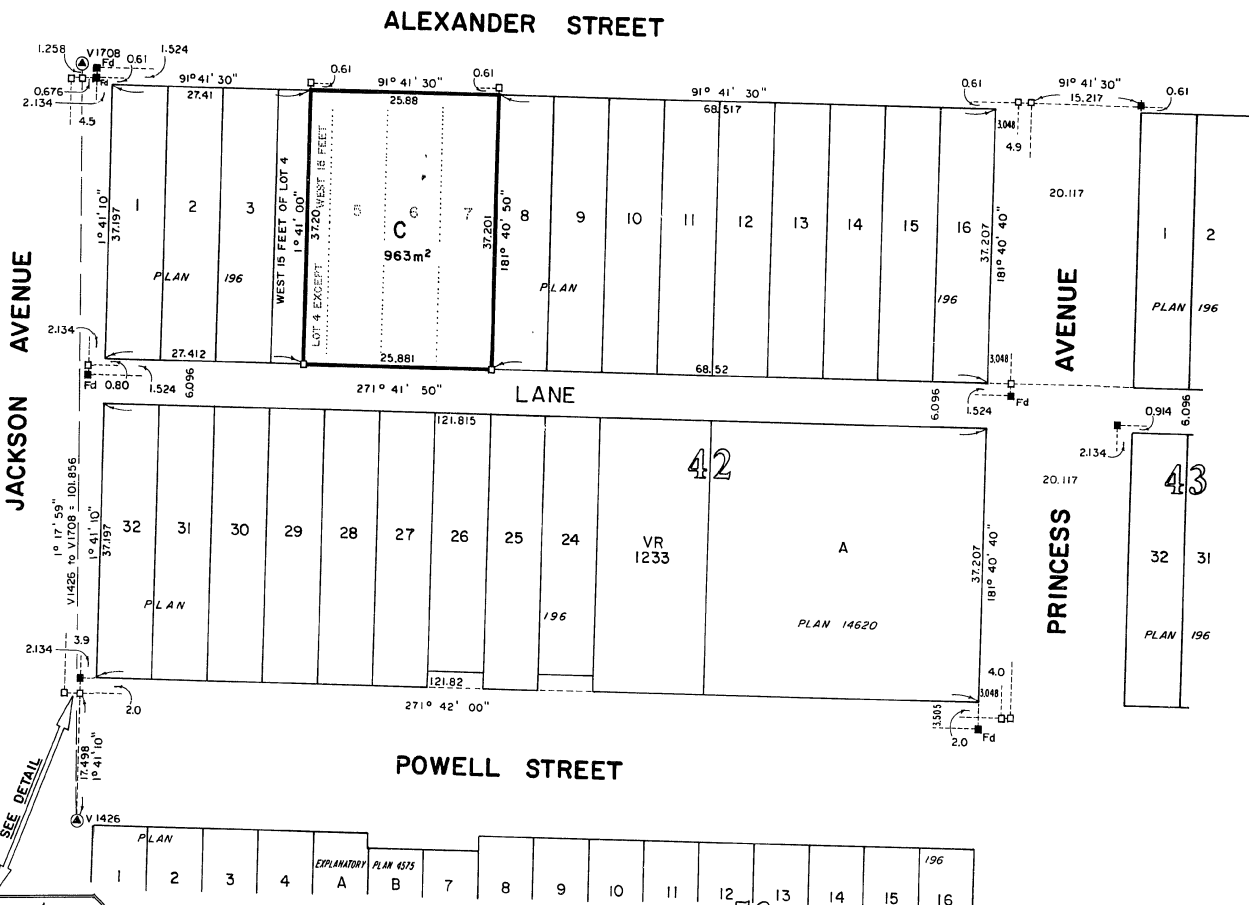 ALEXANDER STREET
1.258
V1708
Fd
0.61
1.524
0.676
Fd
2.134
4.5
91° 41' 30"
27.41
0.61
91° 41' 30"
25.88
0.61
91° 41' 30"
68.517
0.61
3.048
4.9
91° 41' 30"
15.217
0.61
1° 41' 10"
37.197
1
2
3
WEST 15 FEET OF LOT 4
1° 41' 00"
37.20
LOT 4 EXCEPT WEST 15 FEET
5
6
7
C
963m²
37.201
181° 40' 50"
8
9
10
11
12
13
14
15
16
37.207
181° 40' 40"
20.117
1
2
PLAN 196
PLAN
196
PLAN 196
JACKSON AVENUE
PRINCESS AVENUE
2.134
27.412
25.881
68.52
3.048
Fd
0.80
1.524
6.096
271° 41' 50"
LANE
6.096
1.524
Fd
0.914
6.096
2.134
121.815
42
43
20.117
1° 17' 59"
V1426 to V1708 = 101.856
1° 41' 10"
37.197
32
31
30
29
28
27
26
25
24
VR
1233
A
37.207
181° 40' 40"
32
31
PLAN
196
PLAN 14620
PLAN 196
2.134
3.9
2.0
121.82
271° 42' 00"
4.0
3.048
3.505
2.0
Fd
17.498
1° 41' 10"
POWELL STREET
SEE DETAIL
V1426
PLAN
196
EXPLANATORY PLAN 4575
1
2
3
4
A
B
7
8
9
10
11
12
13
14
15
16